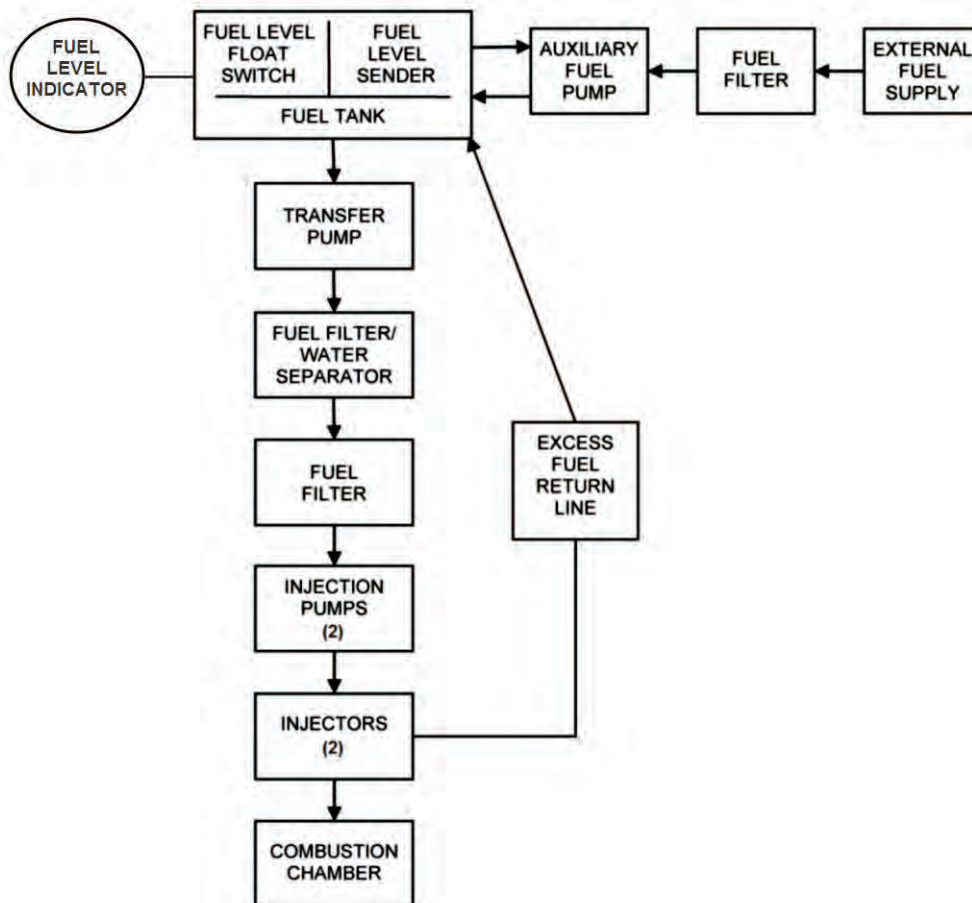 FUEL
LEVEL
INDICATOR
FUEL LEVEL
FLOAT
SWITCH
FUEL
LEVEL
SENDER
FUEL TANK
AUXILIARY
FUEL
PUMP
FUEL
FILTER
EXTERNAL
FUEL
SUPPLY
TRANSFER
PUMP
FUEL FILTER/
WATER
SEPARATOR
FUEL
FILTER
EXCESS
FUEL
RETURN
LINE
INJECTION
PUMPS
(2)
INJECTORS
(2)
COMBUSTION
CHAMBER